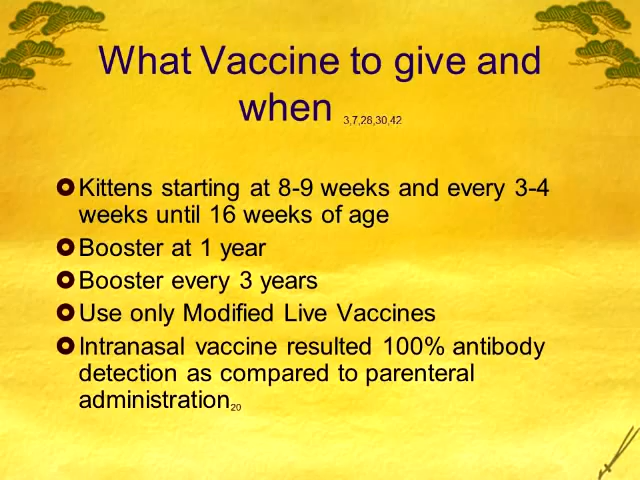 What Vaccine to give and
when 3,7,28,30,42
Kittens starting at 8-9 weeks and every 3-4
weeks until 16 weeks of age
Booster at 1 year
Booster every 3 years
Use only Modified Live Vaccines
Intranasal vaccine resulted 100% antibody
detection as compared to parenteral
administration20